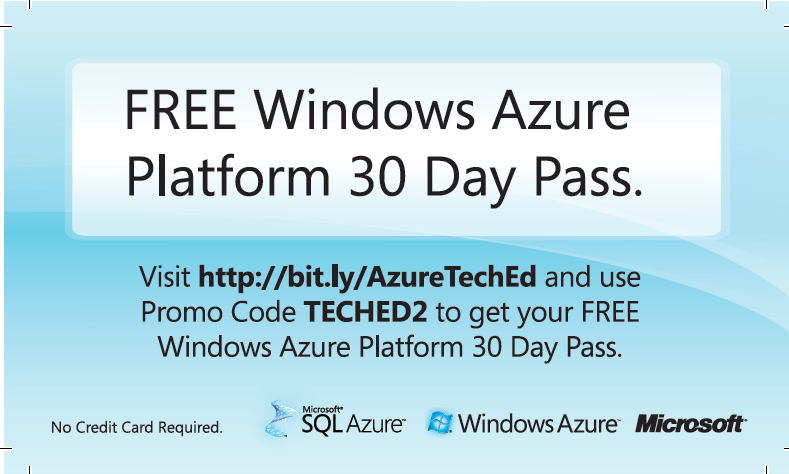 FREE Windows Azure
Platform 30 Day Pass.
Visit http://bit.ly/AzureTechEd and use
Promo Code TECHED2 to get your FREE
Windows Azure Platform 30 Day Pass.
No Credit Card Required.
Microsoft®
SQL Azure™
Windows Azure™
Microsoft®